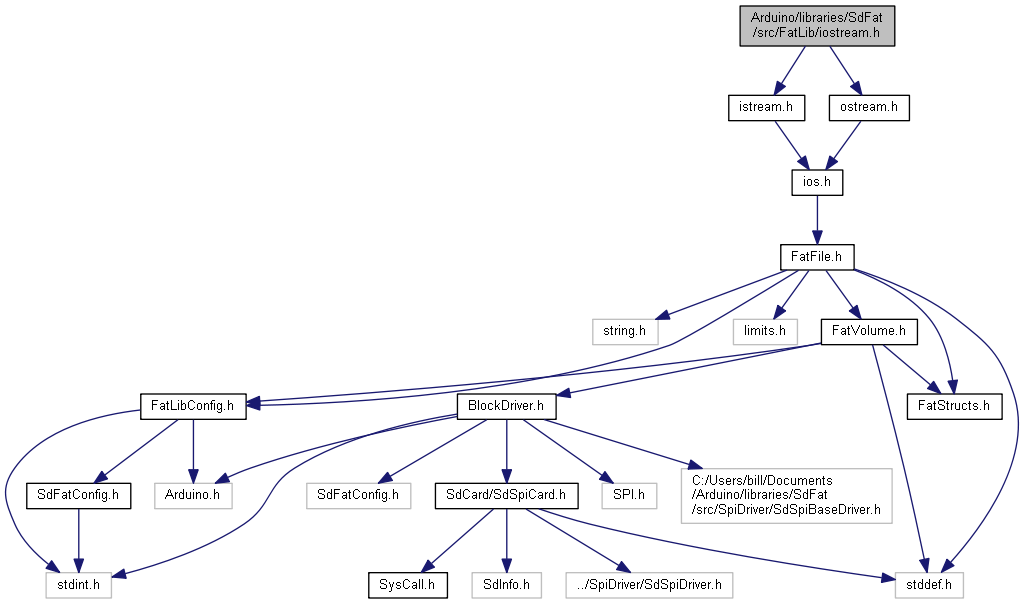 Arduino/libraries/SdFat
/src/FatLib/iostream.h
istream.h
ostream.h
ios.h
FatFile.h
string.h
limits.h
FatVolume.h
FatLibConfig.h
BlockDriver.h
FatStructs.h
SdFatConfig.h
Arduino.h
SdFatConfig.h
SdCard/SdSpiCard.h
SPI.h
C:/Users/bill/Documents
/Arduino/libraries/SdFat
/src/SpiDriver/SdSpiBaseDriver.h
stdint.h
SysCall.h
SdInfo.h
../SpiDriver/SdSpiDriver.h
stddef.h